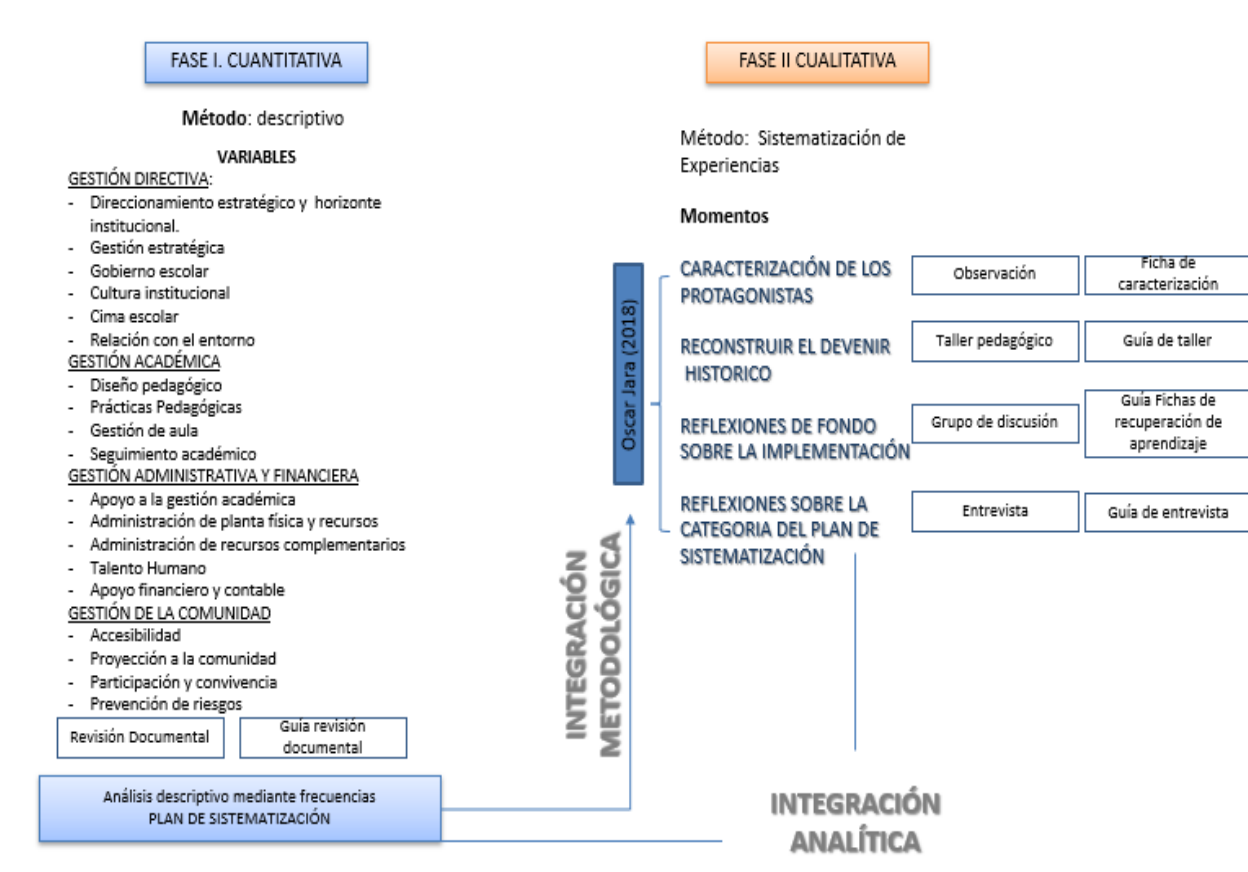 FASE I. CUANTITATIVA
Método: descriptivo
VARIABLES
GESTIÓN DIRECTIVA:
- Direccionamiento estratégico y horizonte
institucional.
- Gestión estratégica
- Gobierno escolar
- Cultura institucional
- Cima escolar
- Relación con el entorno
GESTIÓN ACADÉMICA
- Diseño pedagógico
- Prácticas Pedagógicas
- Gestión de aula
- Seguimiento académico
GESTIÓN ADMINISTRATIVA Y FINANCIERA
- Apoyo a la gestión académica
- Administración de planta física y recursos
- Administración de recursos complementarios
- Talento Humano
- Apoyo financiero y contable
GESTIÓN DE LA COMUNIDAD
- Accesibilidad
- Proyección a la comunidad
- Participación y convivencia
- Prevención de riesgos
Revisión Documental
Guía revisión
documental
Análisis descriptivo mediante frecuencias
PLAN DE SISTEMATIZACIÓN
INTEGRACIÓN
METODOLÓGICA
FASE II CUALITATIVA
Método: Sistematización de
Experiencias
Momentos
Oscar Jara (2018)
CARACTERIZACIÓN DE LOS
PROTAGONISTAS
Observación
Ficha de
caracterización
RECONSTRUIR EL DEVENIR
HISTORICO
Taller pedagógico
Guía de taller
REFLEXIONES DE FONDO
SOBRE LA IMPLEMENTACIÓN
Grupo de discusión
Guía Fichas de
recuperación de
aprendizaje
REFLEXIONES SOBRE LA
CATEGORIA DEL PLAN DE
SISTEMATIZACIÓN
Entrevista
Guía de entrevista
INTEGRACIÓN
ANALÍTICA